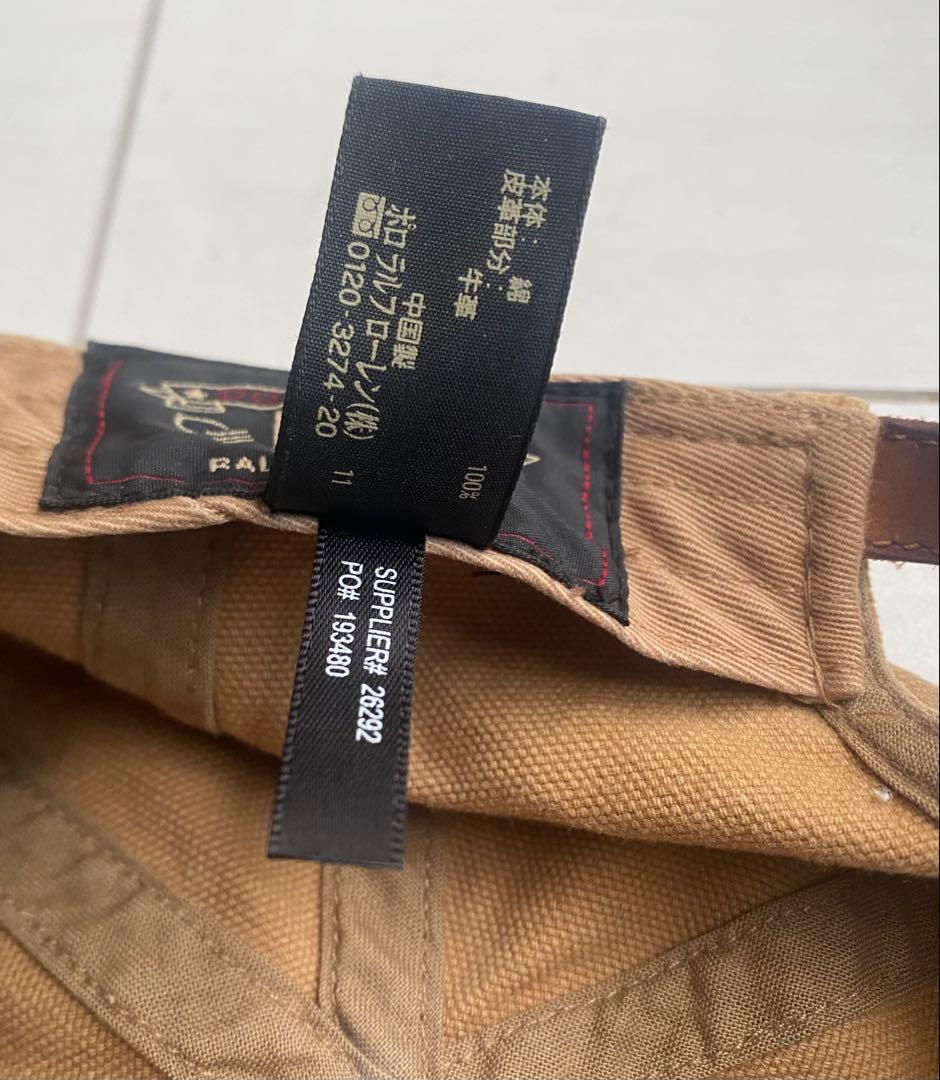 本体: 綿 100%
皮革部分: 牛革
中国製
ポロ ラルフローレン(株)
0120-3274-20 11
SUPPLIER# 26292
PO# 193480
RAL